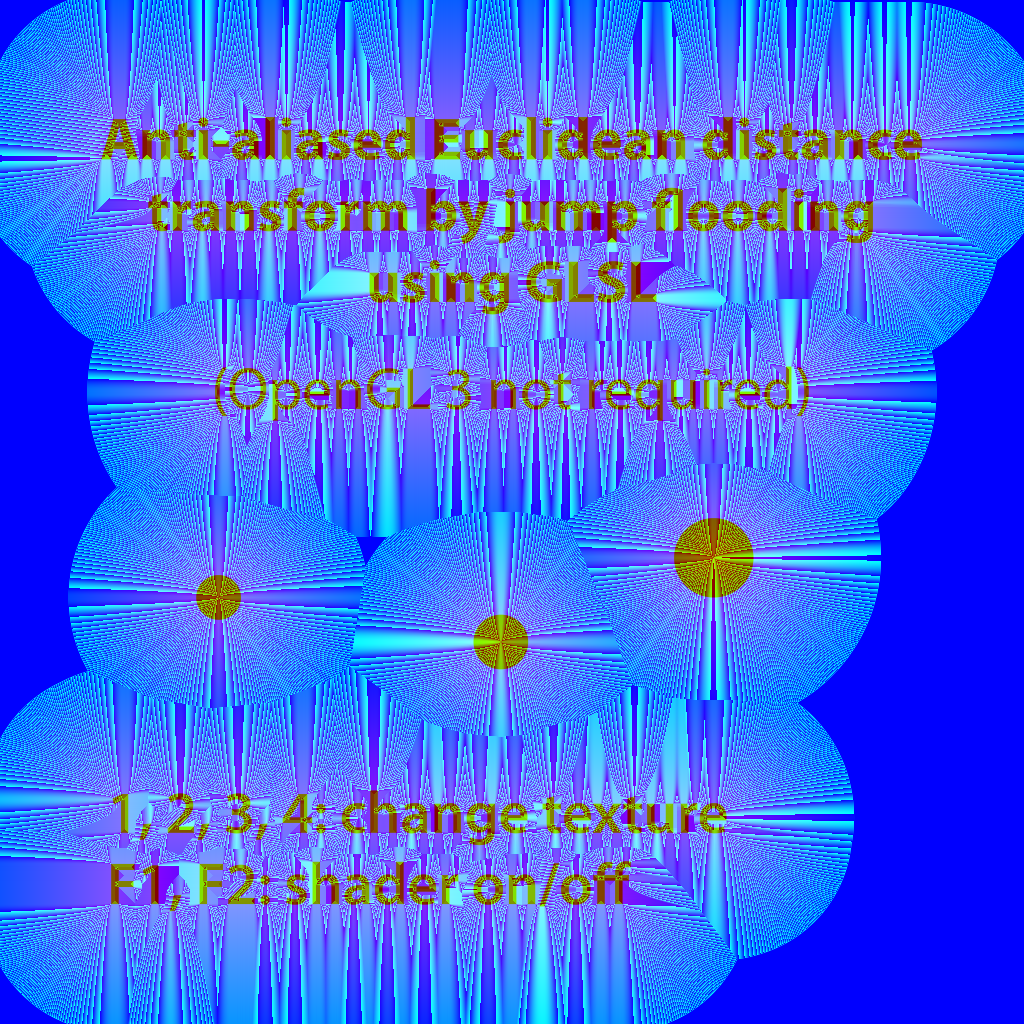 Anti-aliased Euclidean distance
transform by jump flooding
using GLSL
(OpenGL 3 not required)
1, 2, 3, 4: change texture
F1, F2: shader on/off